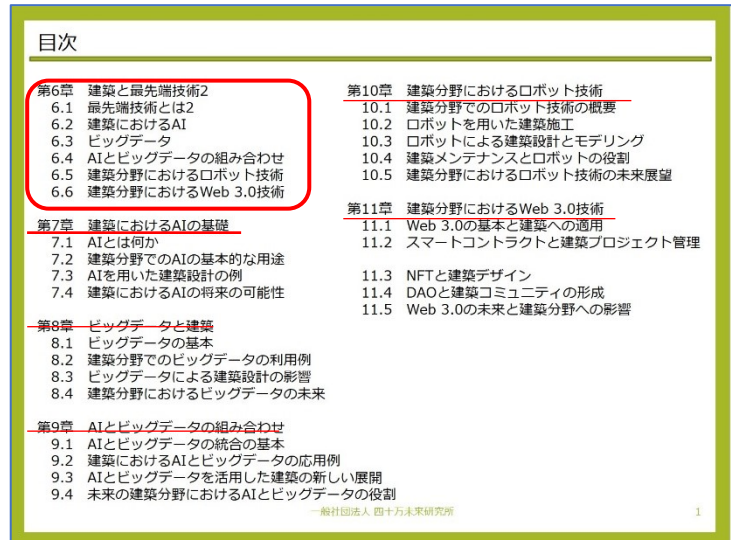 目次
第6章 建築と最先端技術2
6.1 最先端技術とは2
6.2 建築におけるAI
6.3 ビッグデータ
6.4 AIとビッグデータの組み合わせ
6.5 建築分野におけるロボット技術
6.6 建築分野におけるWeb 3.0技術
第7章 建築におけるAIの基礎
7.1 AIとは何か
7.2 建築分野でのAIの基本的な用途
7.3 AIを用いた建築設計の例
7.4 建築におけるAIの将来の可能性
第8章 ビッグデータと建築
8.1 ビッグデータの基本
8.2 建築分野でのビッグデータの利用例
8.3 ビッグデータによる建築設計の影響
8.4 建築分野におけるビッグデータの未来
第9章 AIとビッグデータの組み合わせ
9.1 AIとビッグデータの統合の基本
9.2 建築におけるAIとビッグデータの応用例
9.3 AIとビッグデータを活用した建築の新しい展開
9.4 未来の建築分野におけるAIとビッグデータの役割
第10章 建築分野におけるロボット技術
10.1 建築分野でのロボット技術の概要
10.2 ロボットを用いた建築施工
10.3 ロボットによる建築設計とモデリング
10.4 建築メンテナンスとロボットの役割
10.5 建築分野におけるロボット技術の未来展望
第11章 建築分野におけるWeb 3.0技術
11.1 Web 3.0の基本と建築への適用
11.2 スマートコントラクトと建築プロジェクト管理
11.3 NFTと建築デザイン
11.4 DAOと建築コミュニティの形成
11.5 Web 3.0の未来と建築分野への影響
一般社団法人 四十万未来研究所
1